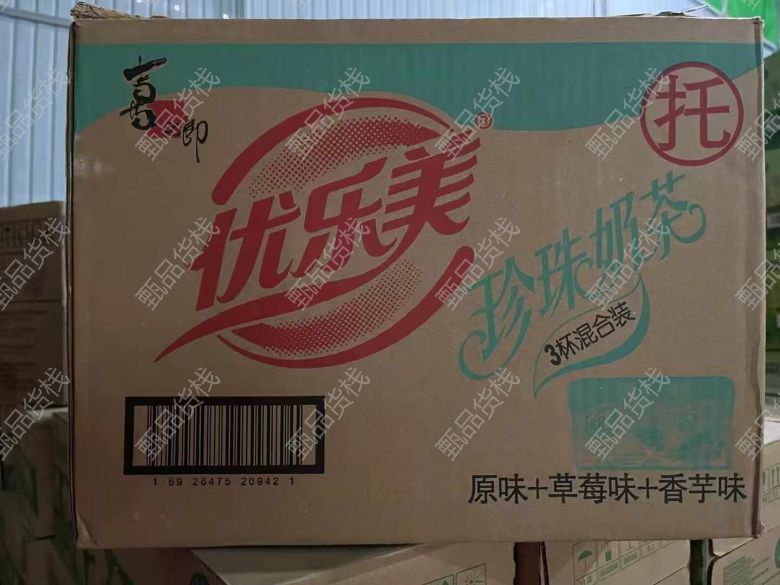 喜之郎
托
优乐美®
珍珠奶茶
3杯混合装
1 69 26475 20942 1
原味+草莓味+香芋味
甄品货栈